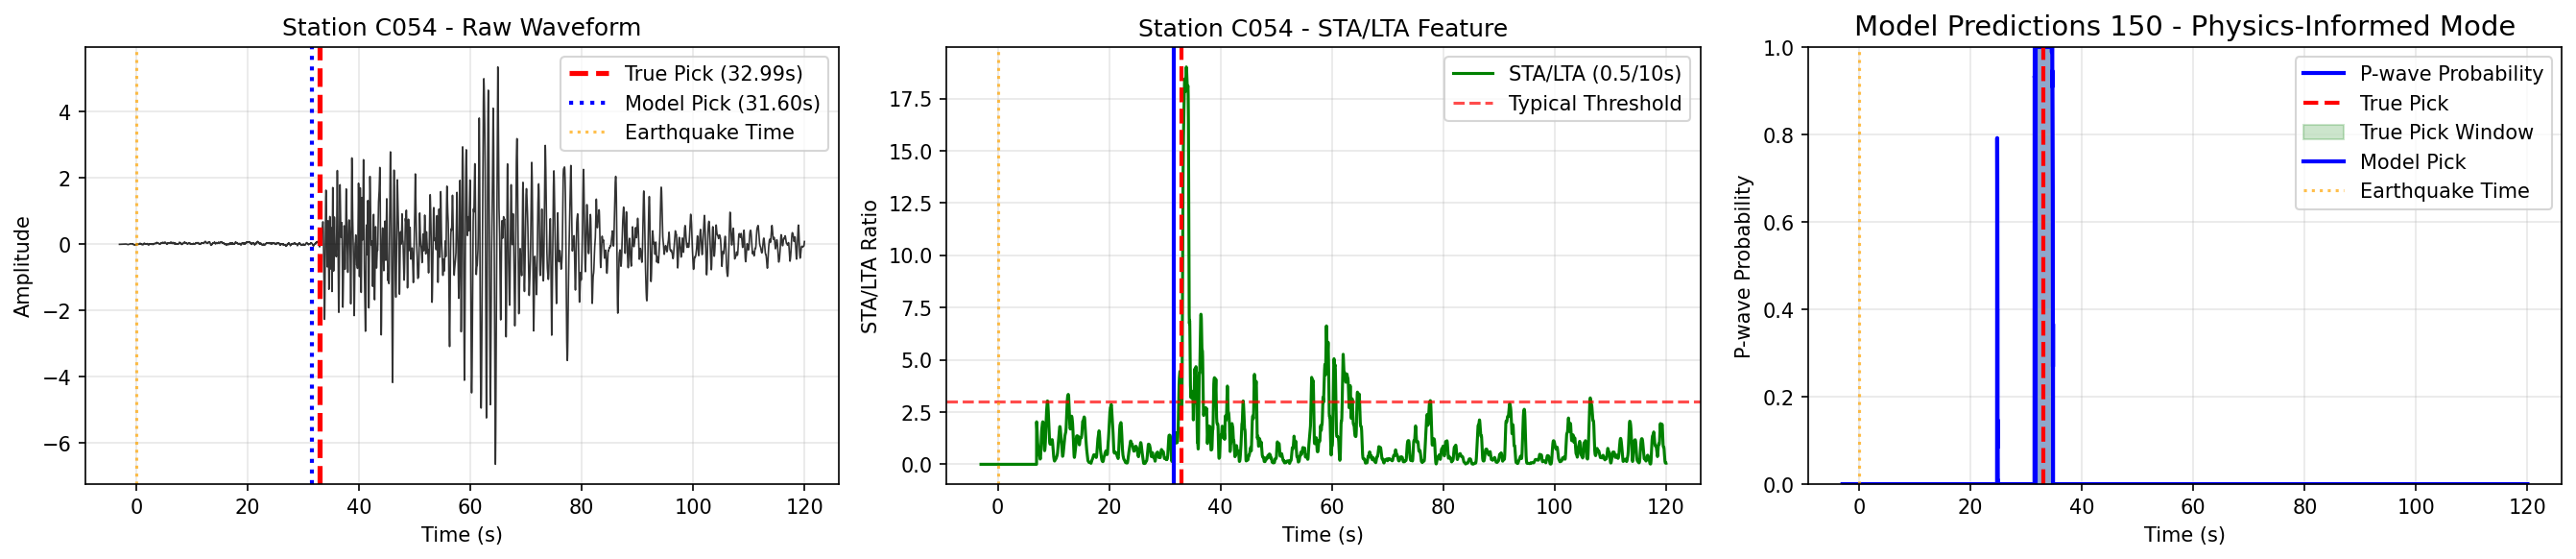 Station C054 - Raw Waveform
True Pick (32.99s)
Model Pick (31.60s)
Earthquake Time
Amplitude
4
2
0
−2
−4
−6
0
20
40
60
80
100
120
Time (s)
Station C054 - STA/LTA Feature
STA/LTA (0.5/10s)
Typical Threshold
STA/LTA Ratio
17.5
15.0
12.5
10.0
7.5
5.0
2.5
0.0
0
20
40
60
80
100
120
Time (s)
Model Predictions 150 - Physics-Informed Mode
P-wave Probability
True Pick
True Pick Window
Model Pick
Earthquake Time
P-wave Probability
1.0
0.8
0.6
0.4
0.2
0.0
0
20
40
60
80
100
120
Time (s)